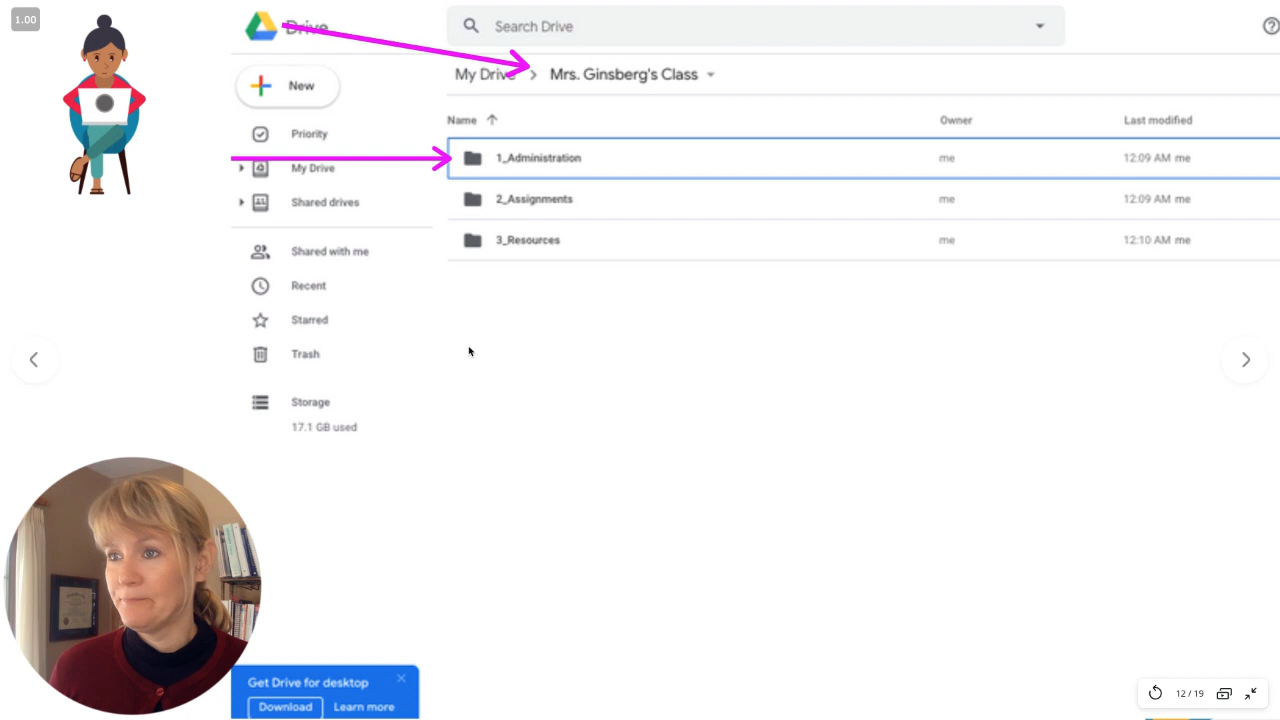 1.00
Drive
Search Drive
My Drive > Mrs. Ginsberg's Class
New
Name
Owner
Last modified
Priority
1_Administration me 12:09 AM me
My Drive
2_Assignments me 12:09 AM me
Shared drives
3_Resources me 12:10 AM me
Shared with me
Recent
Starred
Trash
Storage
17.1 GB used
Get Drive for desktop
Download Learn more
12 / 19